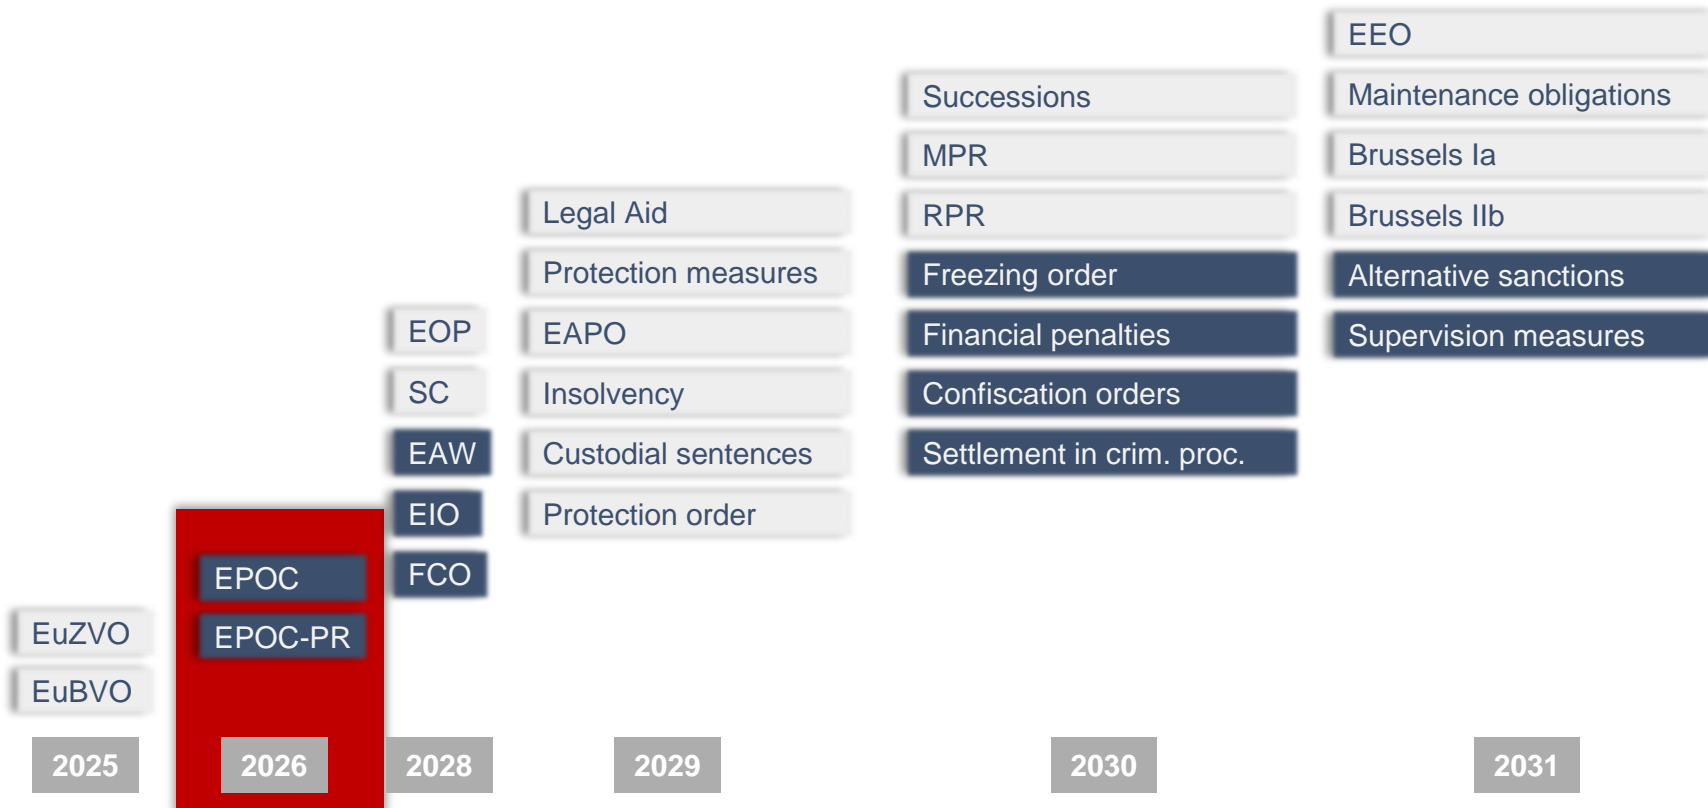 EuZVO
EuBVO
2025
EPOC
EPOC-PR
2026
EOP
SC
EAW
EIO
FCO
2028
Legal Aid
Protection measures
EAPO
Insolvency
Custodial sentences
Protection order
2029
Successions
MPR
RPR
Freezing order
Financial penalties
Confiscation orders
Settlement in crim. proc.
2030
EEO
Maintenance obligations
Brussels Ia
Brussels IIb
Alternative sanctions
Supervision measures
2031